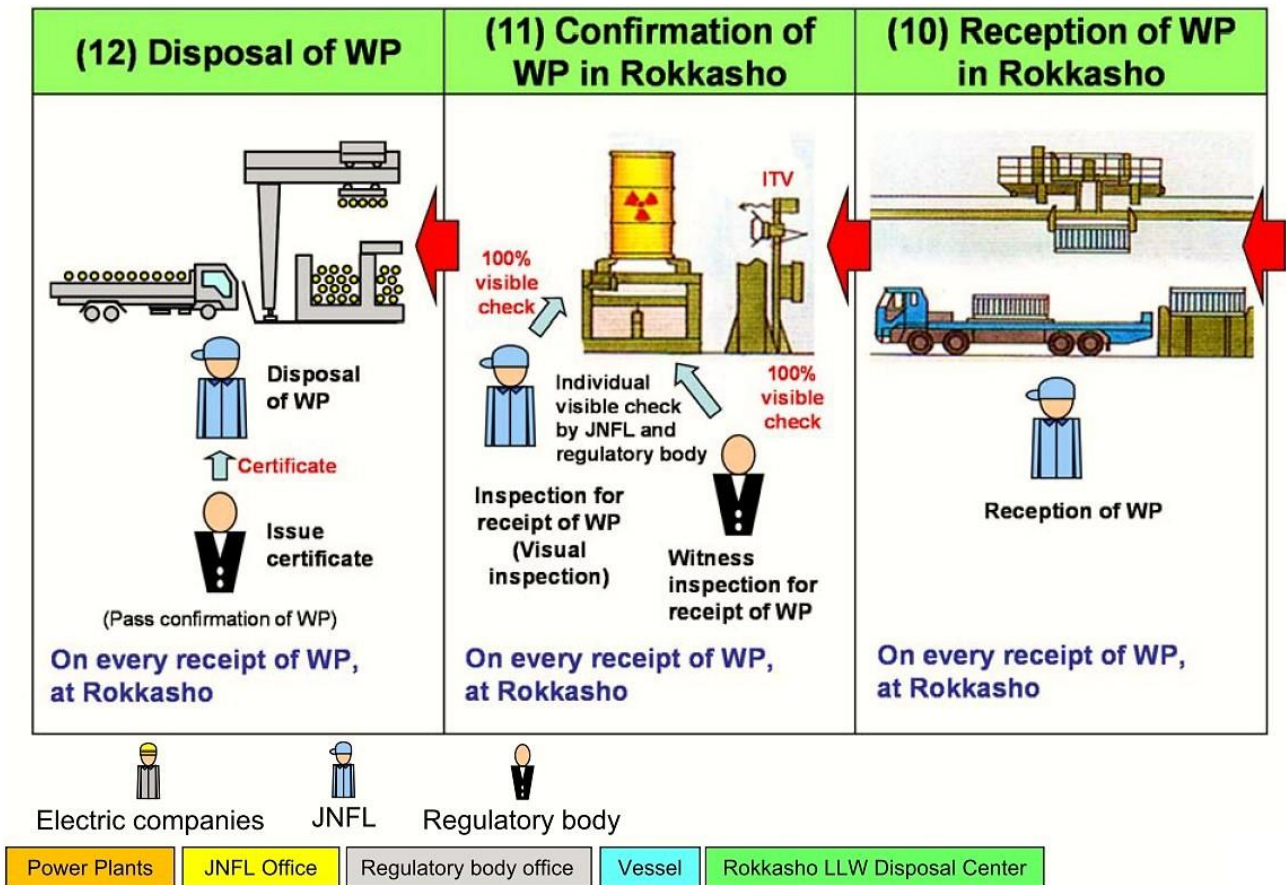 (12) Disposal of WP
(11) Confirmation of
WP in Rokkasho
(10) Reception of WP
in Rokkasho
Disposal
of WP
Certificate
Issue
certificate
(Pass confirmation of WP)
On every receipt of WP,
at Rokkasho
100%
visible
check
ITV
Individual
visible check
by JNFL and
regulatory body
100%
visible
check
Inspection for
receipt of WP
(Visual
inspection)
Witness
inspection for
receipt of WP
On every receipt of WP,
at Rokkasho
Reception of WP
On every receipt of WP,
at Rokkasho
Electric companies
JNFL
Regulatory body
Power Plants
JNFL Office
Regulatory body office
Vessel
Rokkasho LLW Disposal Center